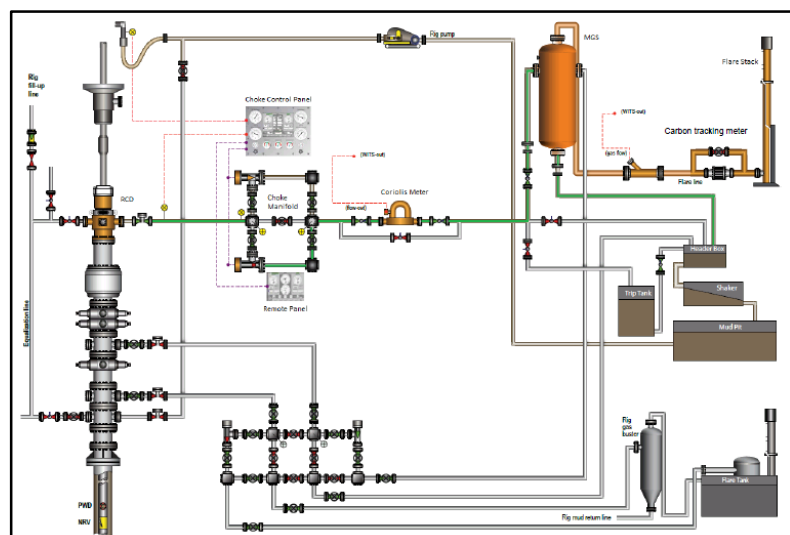 Rig pump
MGS
Flare Stack
Rig
fill-up
line
Choke Control Panel
(WITS-out)
Carbon tracking meter
(WITS-out)
(gas flow)
Flare line
RCD
Choke
Manifold
Coriolis Meter
(flow-out)
Header Box
Remote Panel
Trip Tank
Shaker
Mud Pit
Equalization line
Rig
gas
buster
Flare Tank
PWD
NRV
Rig mud return line